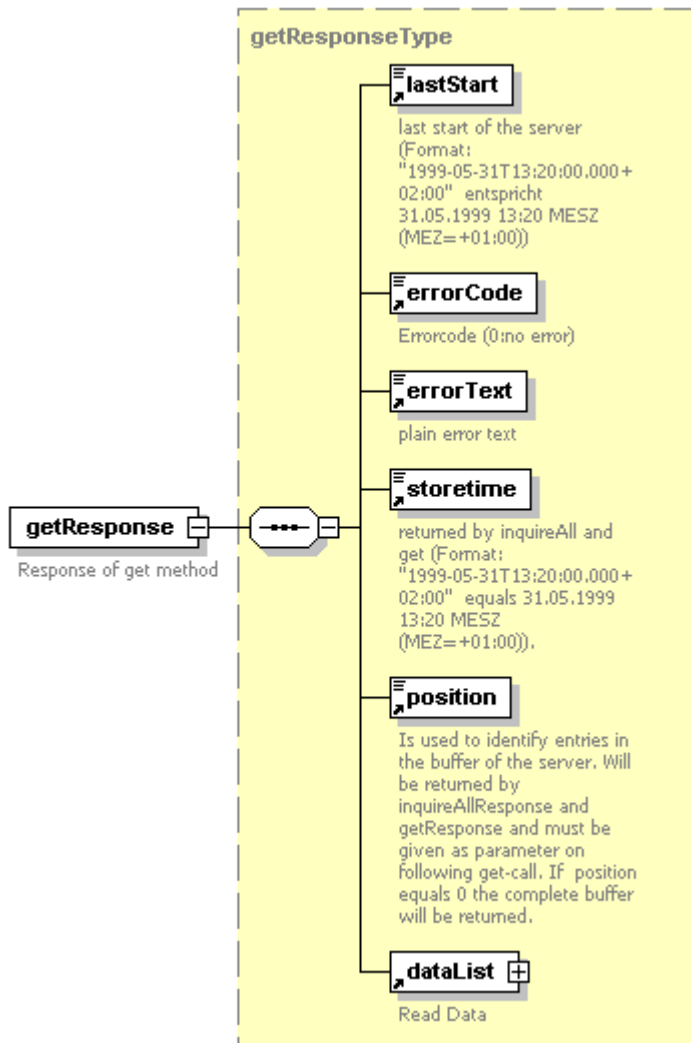 getResponseType
lastStart
last start of the server
(Format:
"1999-05-31T13:20:00.000+
02:00" entspricht
31.05.1999 13:20 MESZ
(MEZ=+01:00))
errorCode
Errorcode (0:no error)
errorText
plain error text
storetime
returned by inquireAll and
get (Format:
"1999-05-31T13:20:00.000+
02:00" equals 31.05.1999
13:20 MESZ
(MEZ=+01:00)).
getResponse
Response of get method
position
Is used to identify entries in
the buffer of the server. Will
be returned by
inquireAllResponse and
getResponse and must be
given as parameter on
following get-call. If position
equals 0 the complete buffer
will be returned.
dataList
Read Data